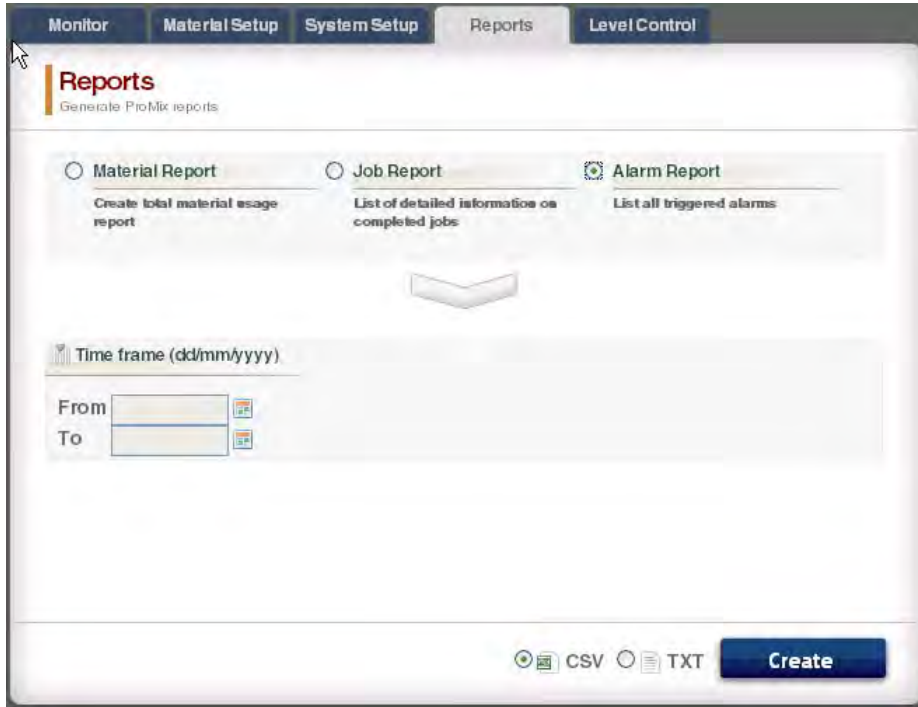 Monitor Material Setup System Setup Reports Level Control
Reports
Generate ProMix reports
Material Report Job Report Alarm Report
Create total material usage List of detailed information on List all triggered alarms
report completed jobs
Time frame (dd/mm/yyyy)
From
To
CSV TXT Create